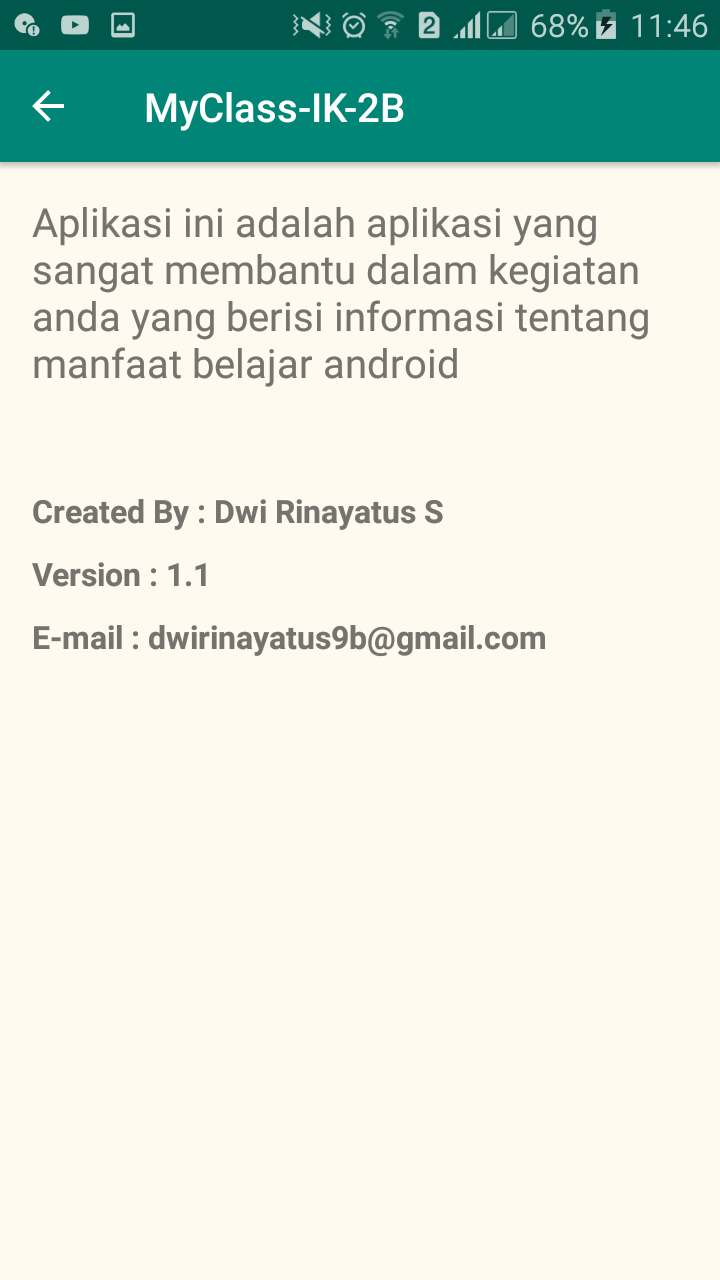 2 68% 11:46
MyClass-IK-2B
Aplikasi ini adalah aplikasi yang
sangat membantu dalam kegiatan
anda yang berisi informasi tentang
manfaat belajar android
Created By : Dwi Rinayatus S
Version : 1.1
E-mail : dwirinayatus9b@gmail.com